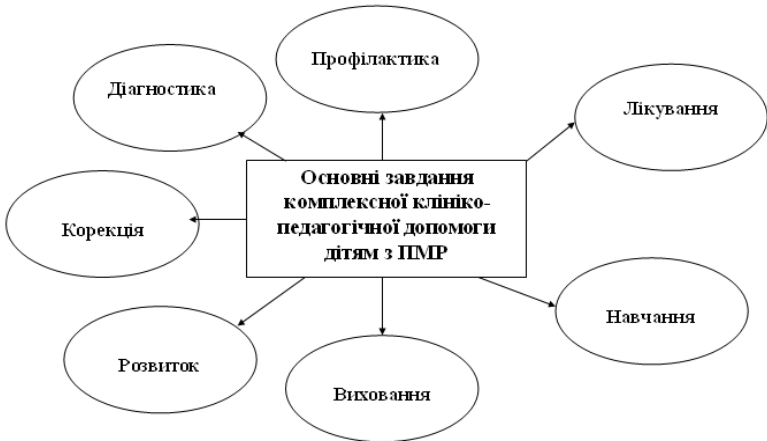 Профілактика
Діагностика
Лікування
Основні завдання
комплексної клініко-
педагогічної допомоги
дітям з ПМР
Корекція
Навчання
Розвиток
Виховання